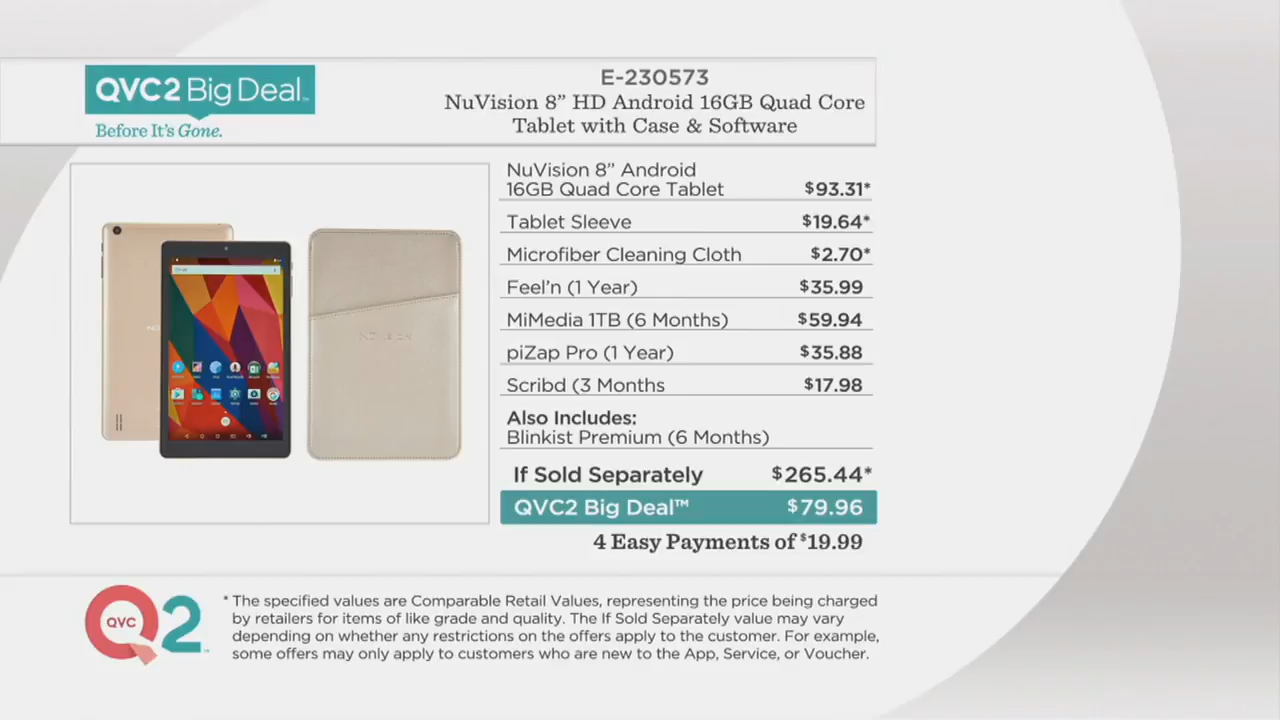 QVC2 Big Deal™
Before It's Gone.
E-230573
NuVision 8” HD Android 16GB Quad Core
Tablet with Case & Software
NuVision 8” Android
16GB Quad Core Tablet $93.31*
Tablet Sleeve $19.64*
Microfiber Cleaning Cloth $2.70*
Feel'n (1 Year) $35.99
MiMedia 1TB (6 Months) $59.94
piZap Pro (1 Year) $35.88
Scribd (3 Months $17.98
Also Includes:
Blinkist Premium (6 Months)
If Sold Separately $265.44*
QVC2 Big Deal™ $79.96
4 Easy Payments of $19.99
QVC 2
* The specified values are Comparable Retail Values, representing the price being charged
by retailers for items of like grade and quality. The If Sold Separately value may vary
depending on whether any restrictions on the offers apply to the customer. For example,
some offers may only apply to customers who are new to the App, Service, or Voucher.